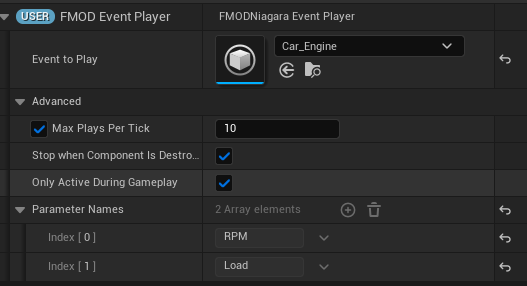 USER FMOD Event Player FMODNiagara Event Player
Event to Play Car_Engine
Advanced
Max Plays Per Tick 10
Stop when Component Is Destro...
Only Active During Gameplay
Parameter Names 2 Array elements
Index [ 0 ] RPM
Index [ 1 ] Load